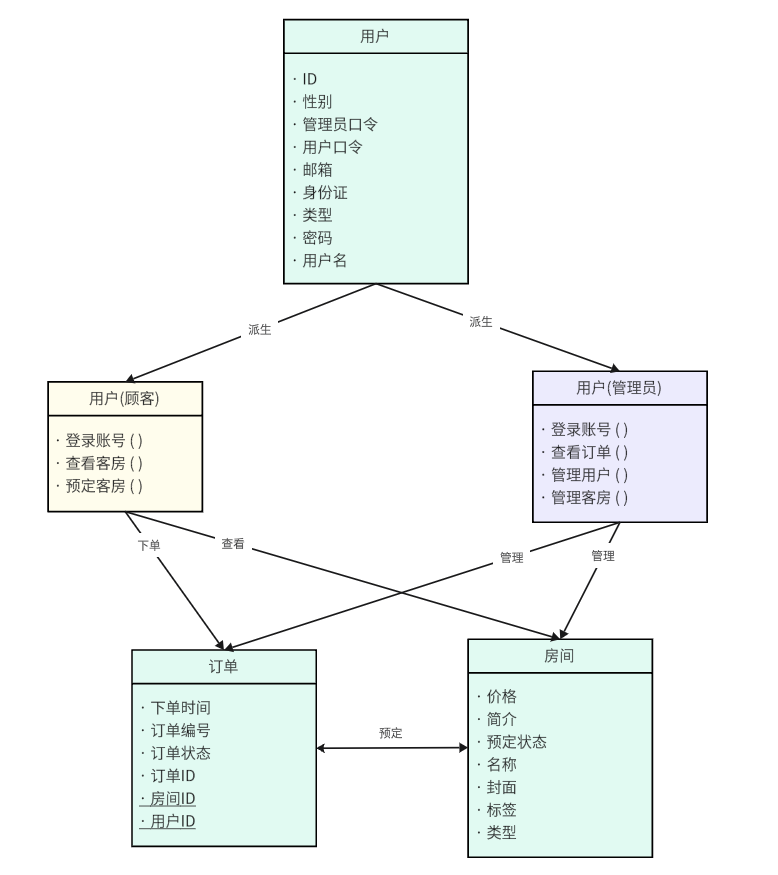 用户
· ID
· 性别
· 管理员口令
· 用户口令
· 邮箱
· 身份证
· 类型
· 密码
· 用户名
派生
派生
用户(顾客)
· 登录账号 ( )
· 查看客房 ( )
· 预定客房 ( )
用户(管理员)
· 登录账号 ( )
· 查看订单 ( )
· 管理用户 ( )
· 管理客房 ( )
下单
查看
管理
管理
订单
· 下单时间
· 订单编号
· 订单状态
· 订单ID
· 房间ID
· 用户ID
预定
房间
· 价格
· 简介
· 预定状态
· 名称
· 封面
· 标签
· 类型